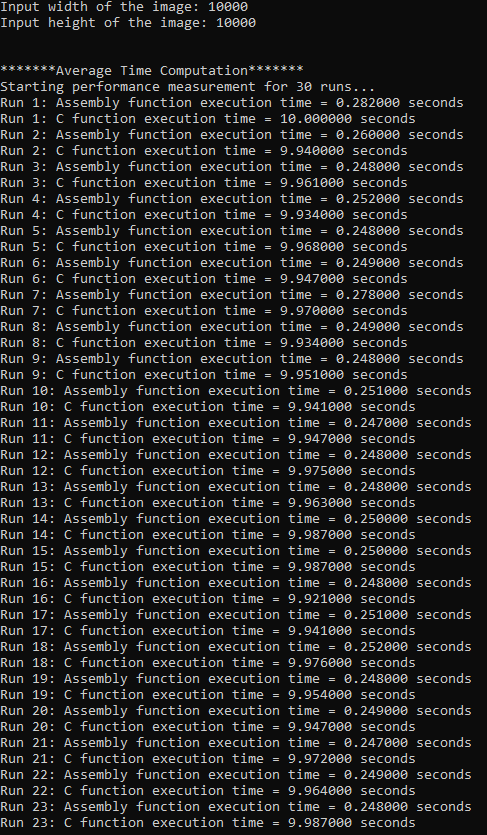 Input width of the image: 10000
Input height of the image: 10000
*******Average Time Computation*******
Starting performance measurement for 30 runs...
Run 1: Assembly function execution time = 0.282000 seconds
Run 1: C function execution time = 10.000000 seconds
Run 2: Assembly function execution time = 0.260000 seconds
Run 2: C function execution time = 9.940000 seconds
Run 3: Assembly function execution time = 0.248000 seconds
Run 3: C function execution time = 9.961000 seconds
Run 4: Assembly function execution time = 0.252000 seconds
Run 4: C function execution time = 9.934000 seconds
Run 5: Assembly function execution time = 0.248000 seconds
Run 5: C function execution time = 9.968000 seconds
Run 6: Assembly function execution time = 0.249000 seconds
Run 6: C function execution time = 9.947000 seconds
Run 7: Assembly function execution time = 0.278000 seconds
Run 7: C function execution time = 9.970000 seconds
Run 8: Assembly function execution time = 0.249000 seconds
Run 8: C function execution time = 9.934000 seconds
Run 9: Assembly function execution time = 0.248000 seconds
Run 9: C function execution time = 9.951000 seconds
Run 10: Assembly function execution time = 0.251000 seconds
Run 10: C function execution time = 9.941000 seconds
Run 11: Assembly function execution time = 0.247000 seconds
Run 11: C function execution time = 9.947000 seconds
Run 12: Assembly function execution time = 0.248000 seconds
Run 12: C function execution time = 9.975000 seconds
Run 13: Assembly function execution time = 0.248000 seconds
Run 13: C function execution time = 9.963000 seconds
Run 14: Assembly function execution time = 0.250000 seconds
Run 14: C function execution time = 9.987000 seconds
Run 15: Assembly function execution time = 0.250000 seconds
Run 15: C function execution time = 9.987000 seconds
Run 16: Assembly function execution time = 0.248000 seconds
Run 16: C function execution time = 9.921000 seconds
Run 17: Assembly function execution time = 0.251000 seconds
Run 17: C function execution time = 9.941000 seconds
Run 18: Assembly function execution time = 0.252000 seconds
Run 18: C function execution time = 9.976000 seconds
Run 19: Assembly function execution time = 0.248000 seconds
Run 19: C function execution time = 9.954000 seconds
Run 20: Assembly function execution time = 0.249000 seconds
Run 20: C function execution time = 9.947000 seconds
Run 21: Assembly function execution time = 0.247000 seconds
Run 21: C function execution time = 9.972000 seconds
Run 22: Assembly function execution time = 0.249000 seconds
Run 22: C function execution time = 9.964000 seconds
Run 23: Assembly function execution time = 0.248000 seconds
Run 23: C function execution time = 9.987000 seconds